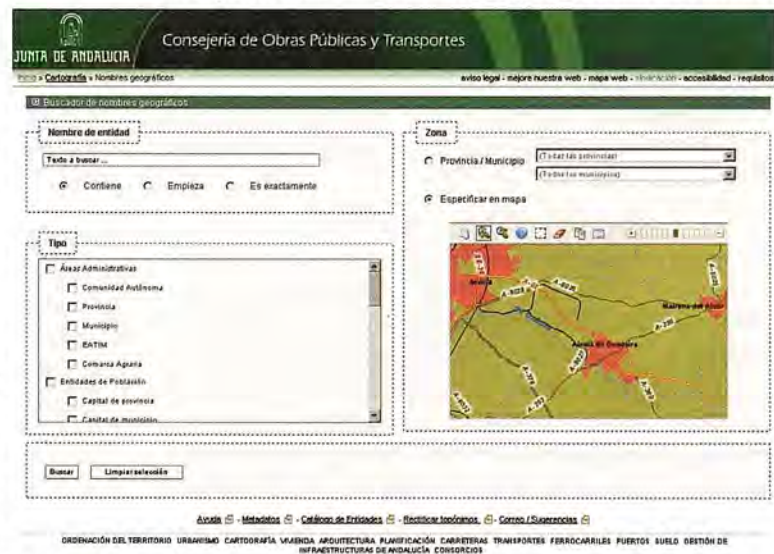 JUNTA DE ANDALUCIA
Consejería de Obras Públicas y Transportes
Inicio » Cartografía » Nombres geográficos
aviso legal - mejore nuestra web - mapa web - sindicación - accesibilidad - requisitos
Buscador de nombres geográficos
Nombre de entidad
Texto a buscar ...
Contiene Empieza Es exactamente
Tipo
Áreas Administrativas
Comunidad Autónoma
Provincia
Municipio
EATIM
Comarca Agraria
Entidades de Población
Capital de provincia
Capital de municipio
Zona
Provincia / Municipio
(Todas las provincias)
(Todos los municipios)
Especificar en mapa
A-8028
Mairena del Alcor
Alcalá de Guadaira
A-392
Buscar Limpiar selección
Ayuda - Metadatos - Catálogo de Entidades - Rectificar topónimos - Correo / Sugerencias
ORDENACIÓN DEL TERRITORIO URBANISMO CARTOGRAFÍA VIVIENDA ARQUITECTURA PLANIFICACIÓN CARRETERAS TRANSPORTES FERROCARRILES PUERTOS SUELO GESTIÓN DE
INFRAESTRUCTURAS DE ANDALUCÍA CONSORCIOS